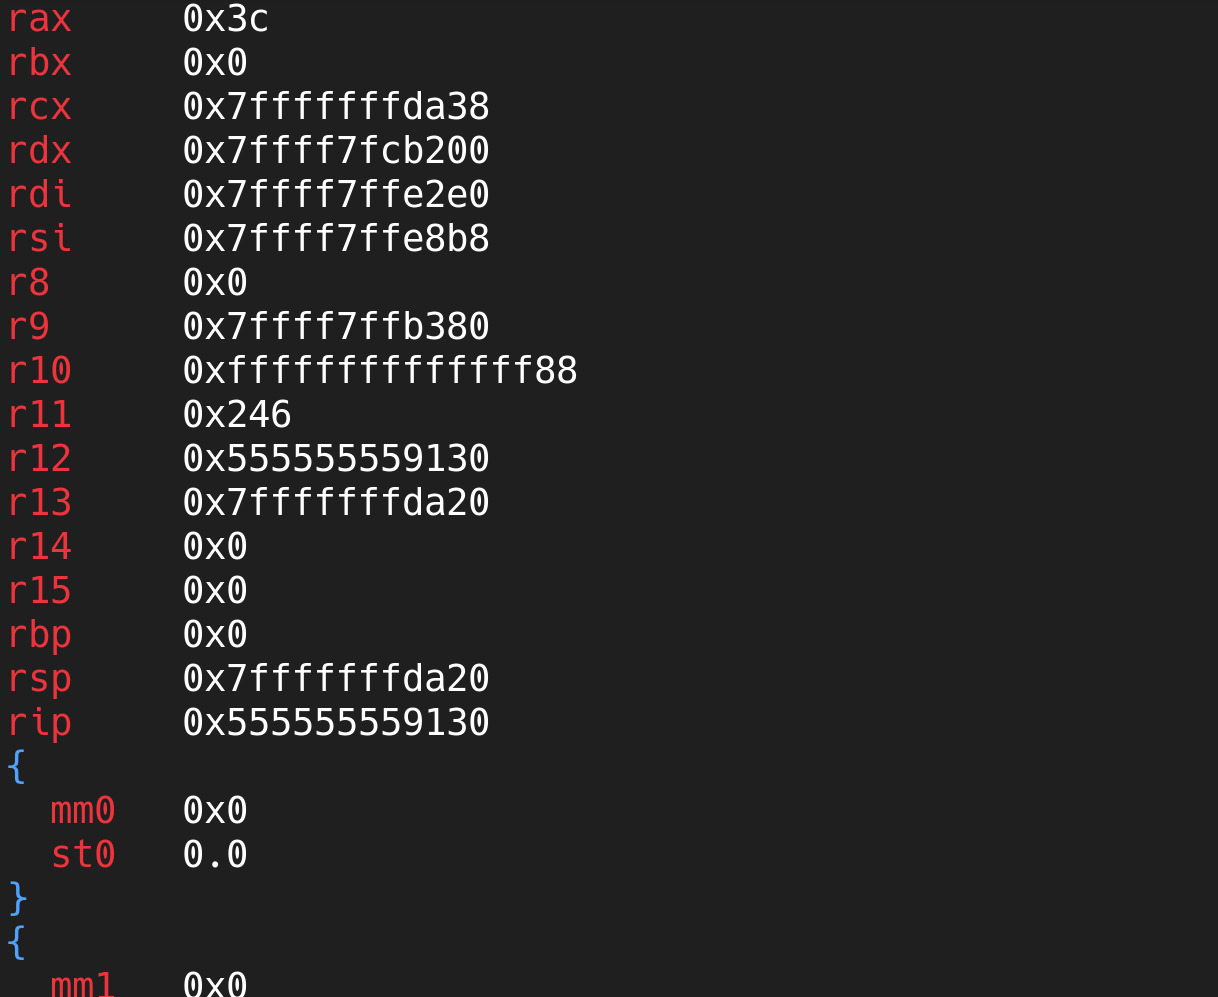 rax 0x3c
rbx 0x0
rcx 0x7fffffffda38
rdx 0x7ffff7fcb200
rdi 0x7ffff7ffe2e0
rsi 0x7ffff7ffe8b8
r8 0x0
r9 0x7ffff7ffb380
r10 0xffffffffffffff88
r11 0x246
r12 0x555555559130
r13 0x7fffffffda20
r14 0x0
r15 0x0
rbp 0x0
rsp 0x7fffffffda20
rip 0x555555559130
{
mm0 0x0
st0 0.0
}
{
mm1 0x0